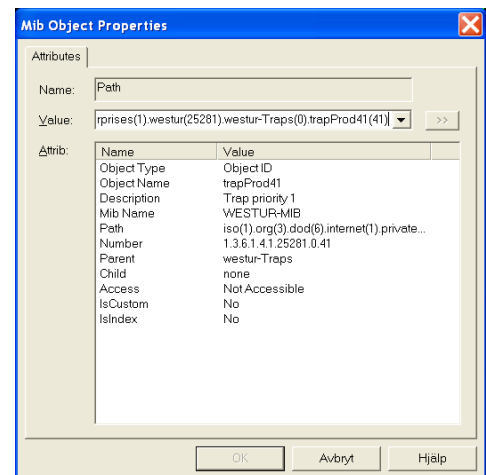 Mib Object Properties
Attributes
Name: Path
Value: rprises(1).westur(25281).westur-Traps(0).trapProd41(41) >>
Attrib: Name Value
Object Type Object ID
Object Name trapProd41
Description Trap priority 1
Mib Name WESTUR-MIB
Path iso(1).org(3).dod(6).internet(1).private...
Number 1.3.6.1.4.1.25281.0.41
Parent westur-Traps
Child none
Access Not Accessible
IsCustom No
IsIndex No
OK Avbryt Hjälp